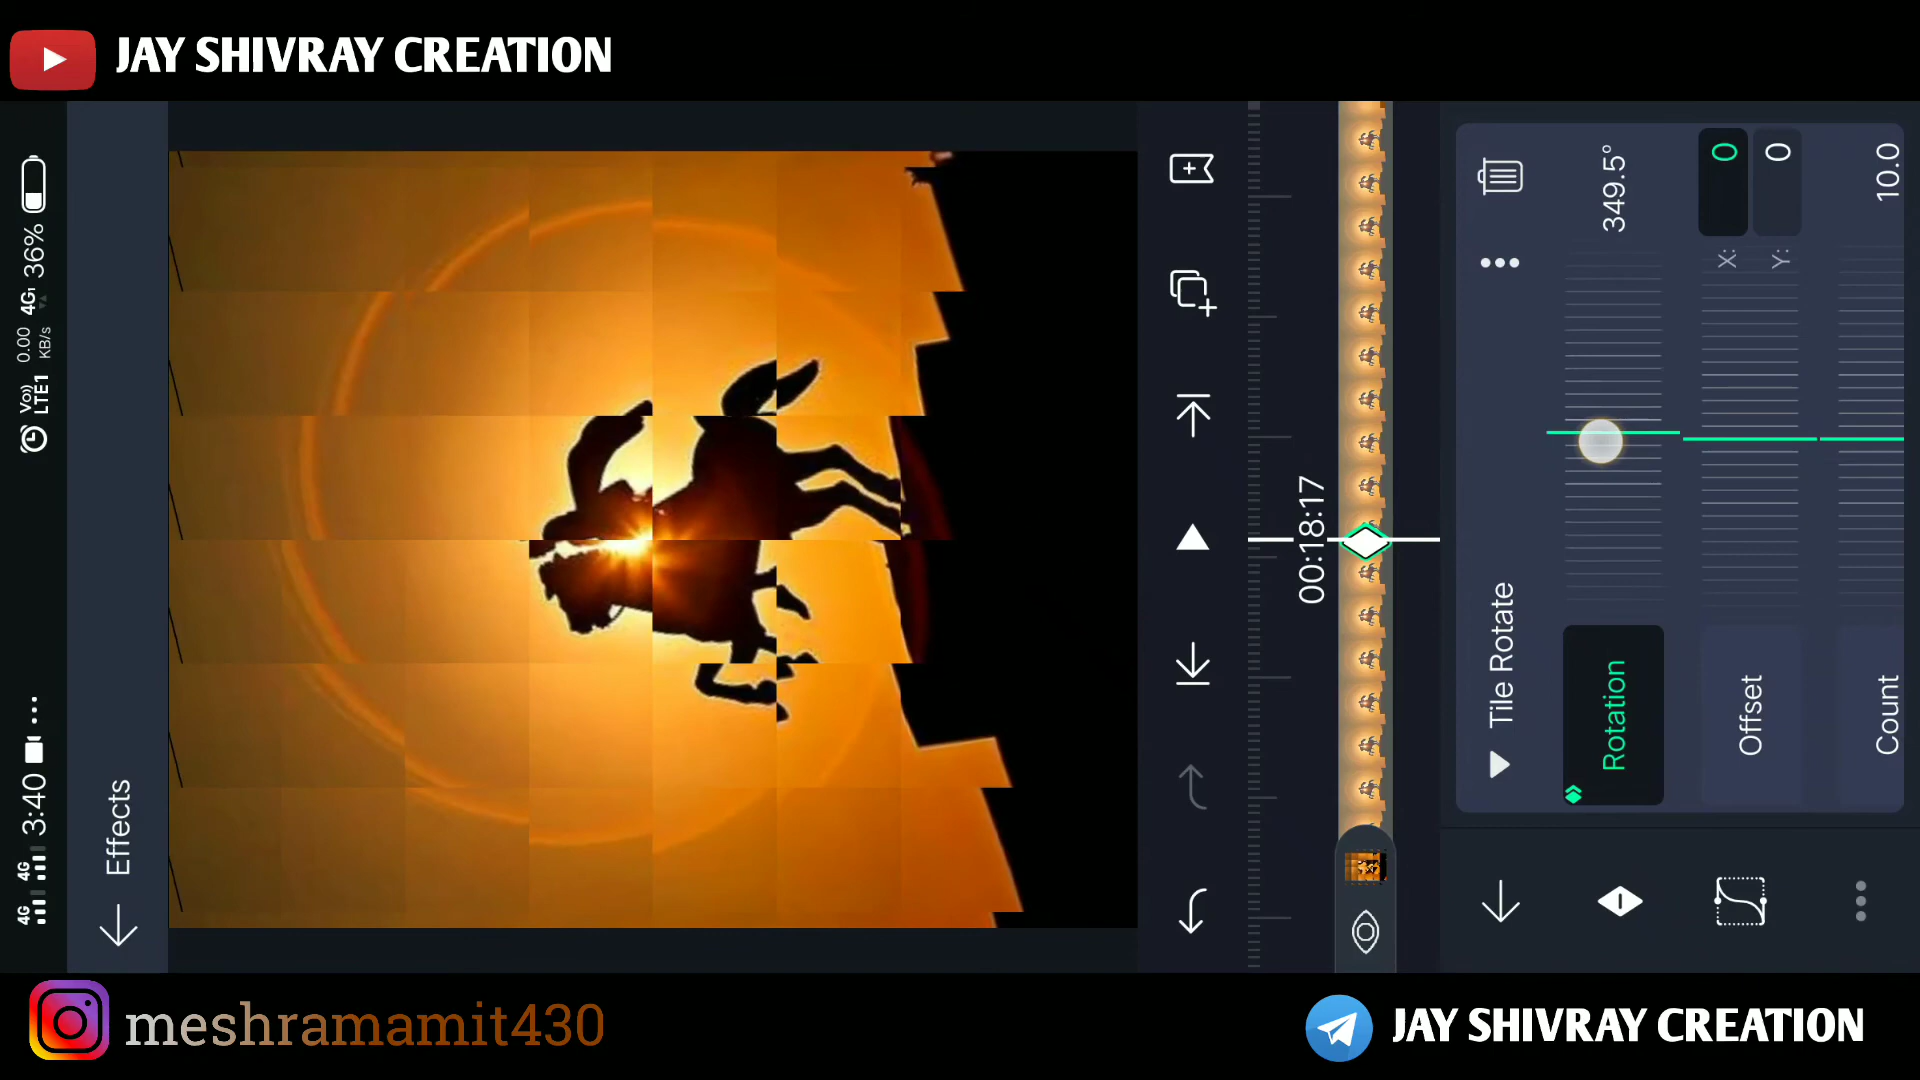 JAY SHIVRAY CREATION
4G 4G 3:40 ... Vo)) LTE1 0.00 KB/s 4G 36%
Effects
00:18:17
Tile Rotate
Rotation
349.5°
Offset
X: 0
Y: 0
Count
10.0
meshramamit430
JAY SHIVRAY CREATION